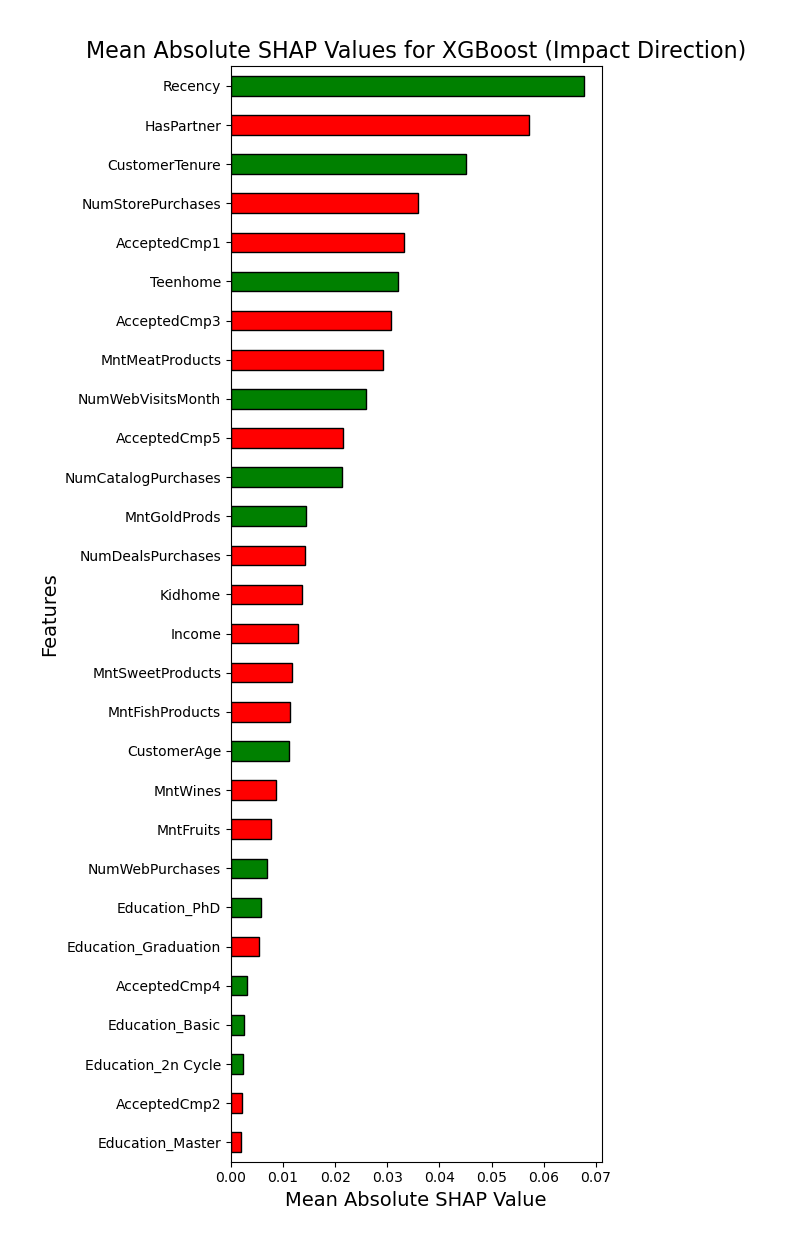 Mean Absolute SHAP Values for XGBoost (Impact Direction)
Recency
HasPartner
CustomerTenure
NumStorePurchases
AcceptedCmp1
Teenhome
AcceptedCmp3
MntMeatProducts
NumWebVisitsMonth
AcceptedCmp5
NumCatalogPurchases
MntGoldProds
NumDealsPurchases
Kidhome
Income
MntSweetProducts
MntFishProducts
CustomerAge
MntWines
MntFruits
NumWebPurchases
Education_PhD
Education_Graduation
AcceptedCmp4
Education_Basic
Education_2n Cycle
AcceptedCmp2
Education_Master
Features
0.00 0.01 0.02 0.03 0.04 0.05 0.06 0.07
Mean Absolute SHAP Value